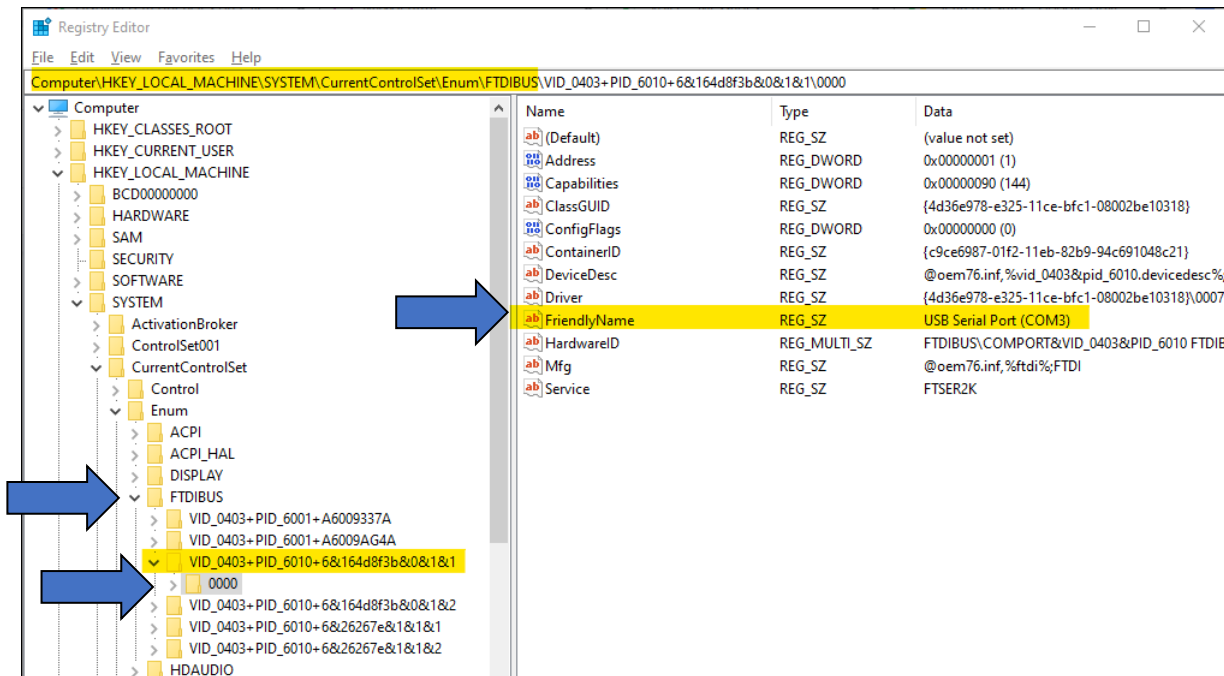 Registry Editor
File Edit View Favorites Help
Computer\HKEY_LOCAL_MACHINE\SYSTEM\CurrentControlSet\Enum\FTDIBUS\VID_0403+PID_6010+6&164d8f3b&0&1&1\0000
Computer
HKEY_CLASSES_ROOT
HKEY_CURRENT_USER
HKEY_LOCAL_MACHINE
BCD00000000
HARDWARE
SAM
SECURITY
SOFTWARE
SYSTEM
ActivationBroker
ControlSet001
CurrentControlSet
Control
Enum
ACPI
ACPI_HAL
DISPLAY
FTDIBUS
VID_0403+PID_6001+A6009337A
VID_0403+PID_6001+A6009AG4A
VID_0403+PID_6010+6&164d8f3b&0&1&1
0000
VID_0403+PID_6010+6&164d8f3b&0&1&2
VID_0403+PID_6010+6&26267e&1&1&1
VID_0403+PID_6010+6&26267e&1&1&2
HDAUDIO
Name Type Data
(Default) REG_SZ (value not set)
Address REG_DWORD 0x00000001 (1)
Capabilities REG_DWORD 0x00000090 (144)
ClassGUID REG_SZ {4d36e978-e325-11ce-bfc1-08002be10318}
ConfigFlags REG_DWORD 0x00000000 (0)
ContainerID REG_SZ {c9ce6987-01f2-11eb-82b9-94c691048c21}
DeviceDesc REG_SZ @oem76.inf,%vid_0403&pid_6010.devicedesc%;
Driver REG_SZ {4d36e978-e325-11ce-bfc1-08002be10318}\0007
FriendlyName REG_SZ USB Serial Port (COM3)
HardwareID REG_MULTI_SZ FTDIBUS\COMPORT&VID_0403&PID_6010 FTDIB
Mfg REG_SZ @oem76.inf,%ftdi%;FTDI
Service REG_SZ FTSER2K